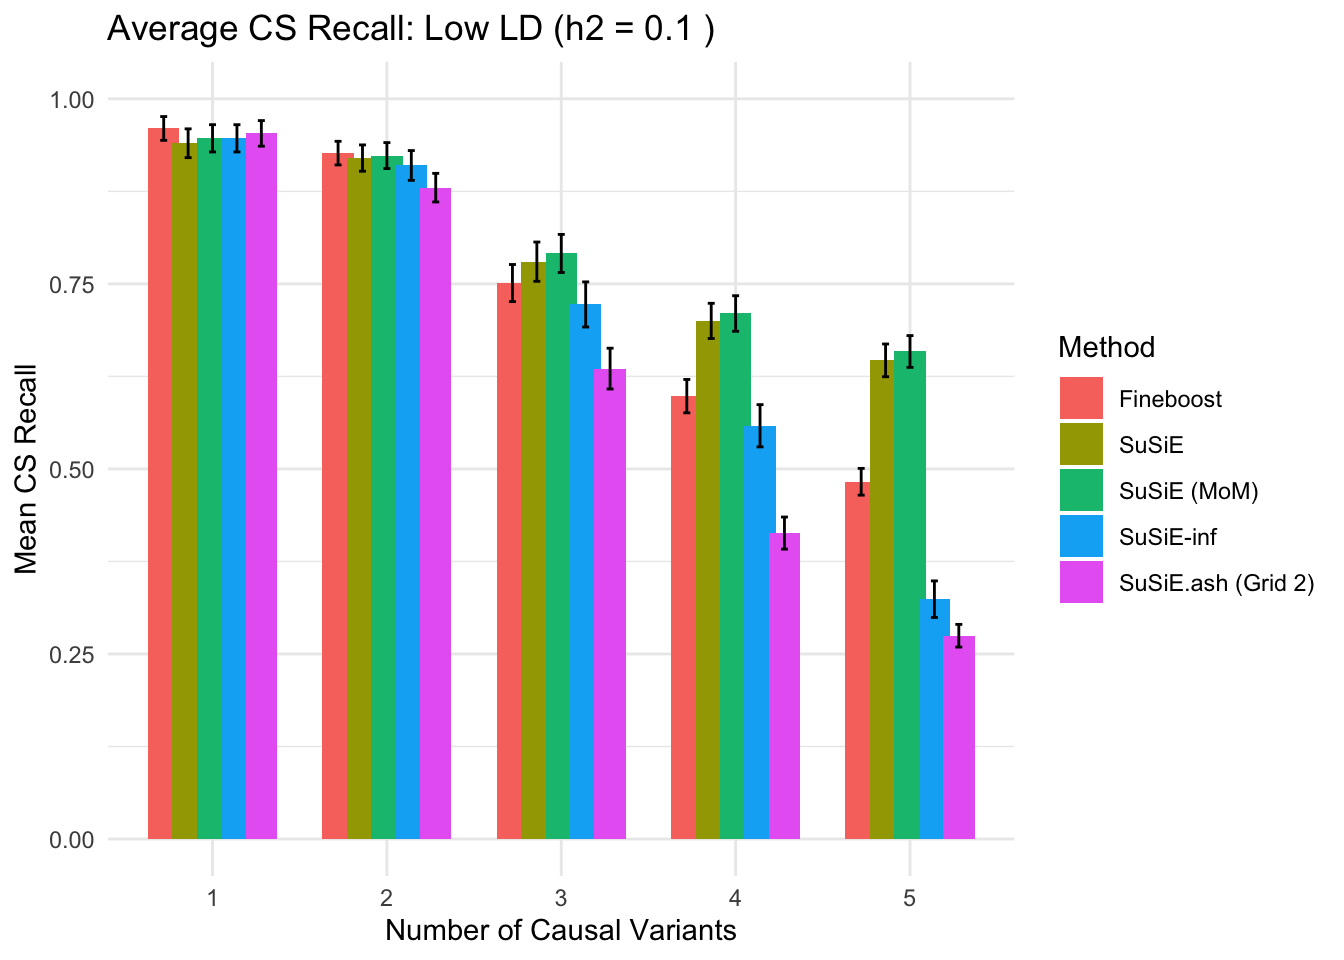 Average CS Recall: Low LD (h2 = 0.1 )
Mean CS Recall
1.00
0.75
0.50
0.25
0.00
1 2 3 4 5
Number of Causal Variants
Method
Fineboost
SuSiE
SuSiE (MoM)
SuSiE-inf
SuSiE.ash (Grid 2)